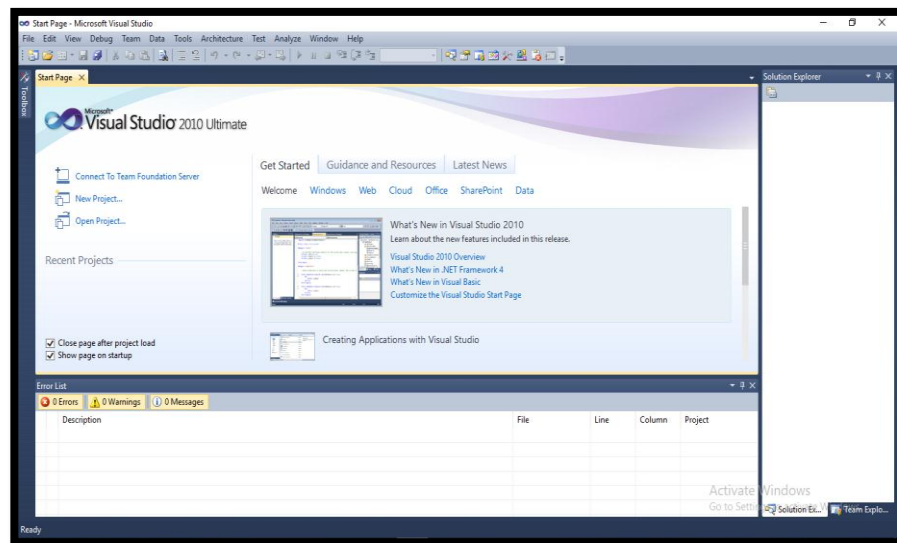 Start Page - Microsoft Visual Studio
File Edit View Debug Team Data Tools Architecture Test Analyze Window Help
Toolbox
Start Page
Solution Explorer
Microsoft
Visual Studio 2010 Ultimate
Connect To Team Foundation Server
New Project...
Open Project...
Recent Projects
Close page after project load
Show page on startup
Get Started Guidance and Resources Latest News
Welcome Windows Web Cloud Office SharePoint Data
What's New in Visual Studio 2010
Learn about the new features included in this release.
Visual Studio 2010 Overview
What's New in .NET Framework 4
What's New in Visual Basic
Customize the Visual Studio Start Page
Creating Applications with Visual Studio
Error List
0 Errors 0 Warnings 0 Messages
Description File Line Column Project
Activate Windows
Go to Setti
Solution Ex... Team Explo...
Ready